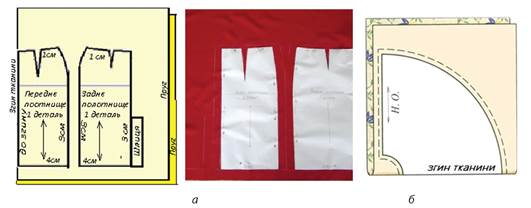 1см
1 см
Згин тканини
Переднє
полотнище
1 деталь
Заднє
полотнище
1 деталь
до згину
3см
3см
3 см
Шлиця
4см
4см
Пруг
Пруг
Н. О.
згин тканини
а
б